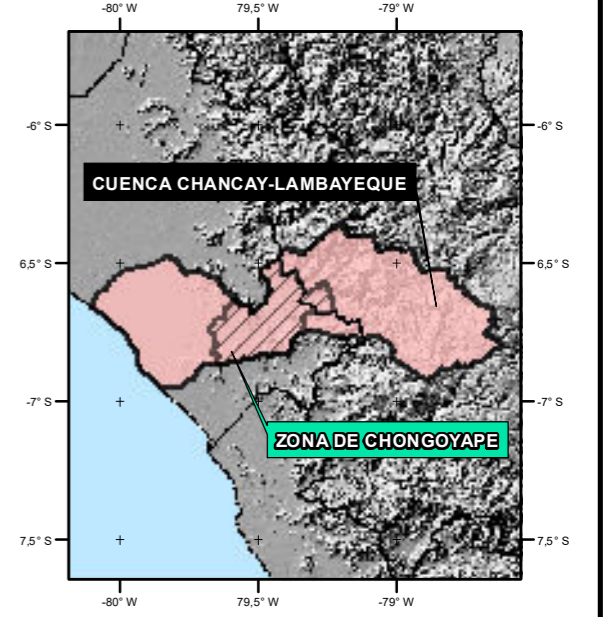 -80° W 79,5° W -79° W
-6° S -6° S
CUENCA CHANCAY-LAMBAYEQUE
6,5° S 6,5° S
-7° S -7° S
ZONA DE CHONGOYAPE
7,5° S 7,5° S
-80° W 79,5° W -79° W